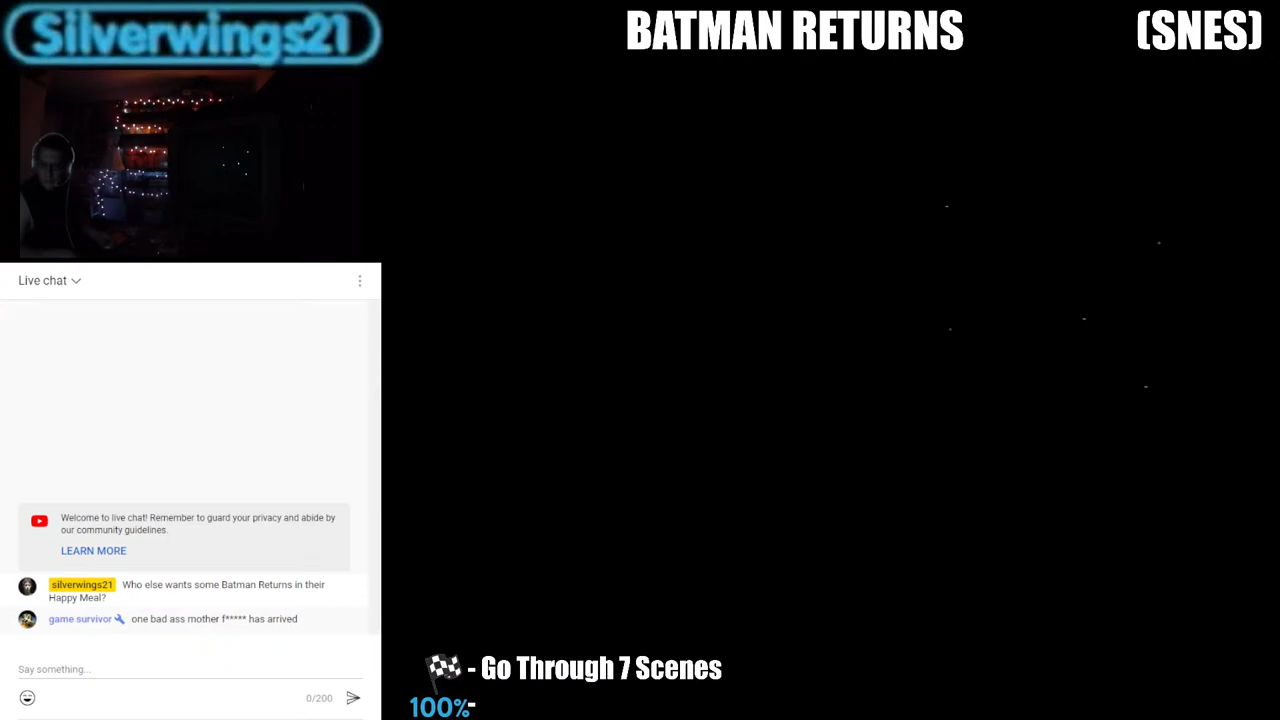 Silverwings21
BATMAN RETURNS (SNES)
Live chat
Welcome to live chat! Remember to guard your privacy and abide by
our community guidelines.
LEARN MORE
silverwings21 Who else wants some Batman Returns in their
Happy Meal?
game survivor one bad ass mother f***** has arrived
Say something...
0/200
- Go Through 7 Scenes
100%-